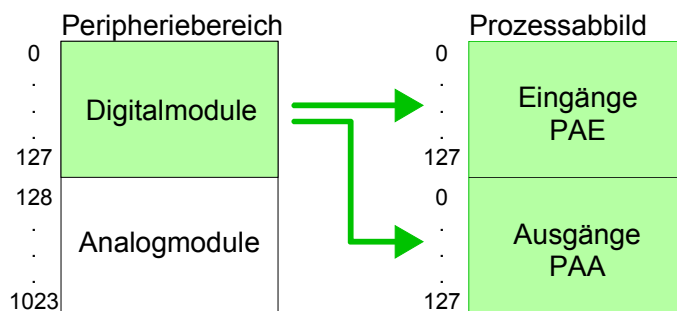 Peripheriebereich
0
.
.
.
127
Digitalmodule
128
.
.
.
1023
Analogmodule
Prozessabbild
0
.
.
.
127
Eingänge
PAE
0
.
.
.
127
Ausgänge
PAA